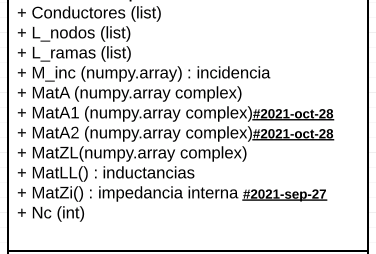 + Conductores (list)
+ L_nodos (list)
+ L_ramas (list)
+ M_inc (numpy.array) : incidencia
+ MatA (numpy.array complex)
+ MatA1 (numpy.array complex)#2021-oct-28
+ MatA2 (numpy.array complex)#2021-oct-28
+ MatZL(numpy.array complex)
+ MatLL() : inductancias
+ MatZi() : impedancia interna #2021-sep-27
+ Nc (int)